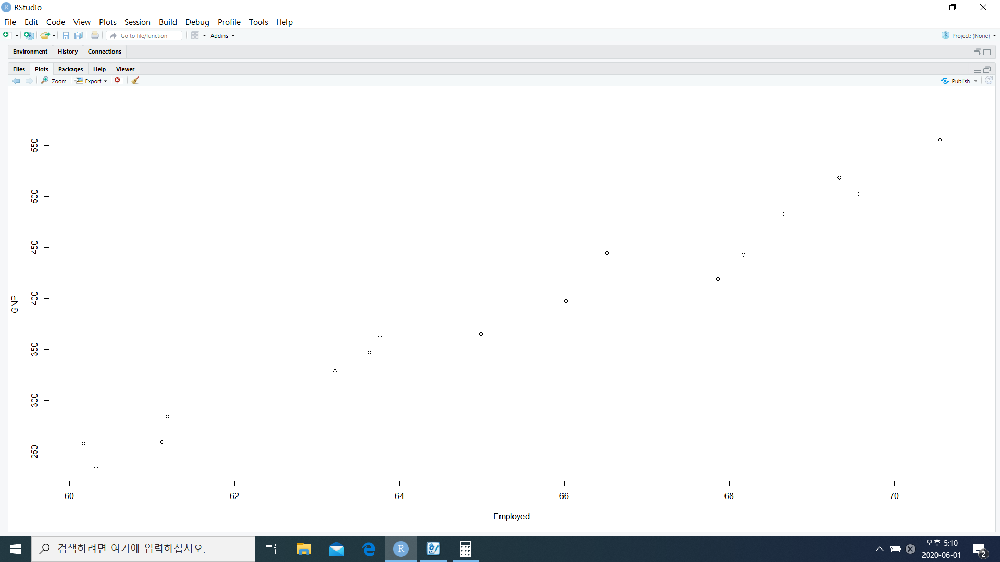 RStudio
File Edit Code View Plots Session Build Debug Profile Tools Help
Go to file/function Addins Project: (None)
Environment History Connections
Files Plots Packages Help Viewer
Zoom Export Publish
550
500
450
400
350
300
250
GNP
60 62 64 66 68 70
Employed
검색하려면 여기에 입력하십시오.
오후 5:10
2020-06-01
2